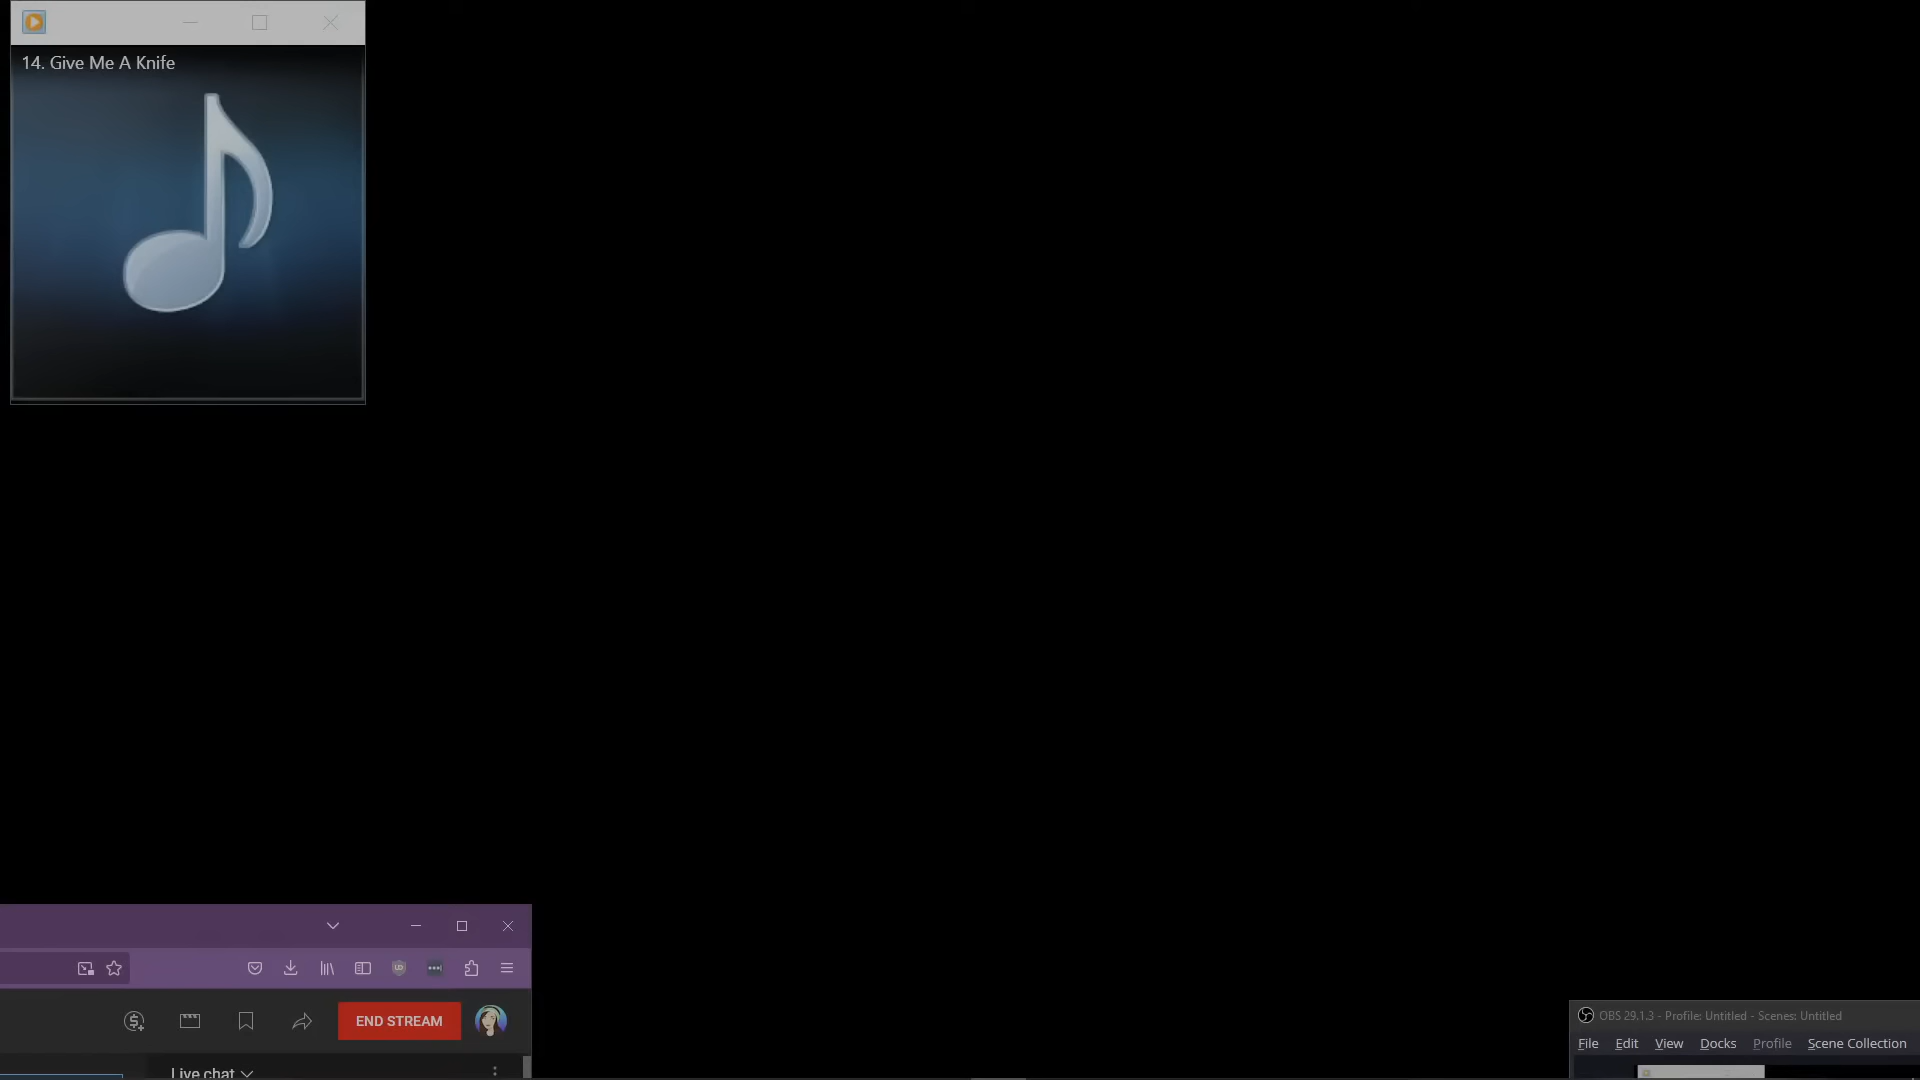 14. Give Me A Knife
END STREAM
Live chat
OBS 29.1.3 - Profile: Untitled - Scenes: Untitled
File Edit View Docks Profile Scene Collection